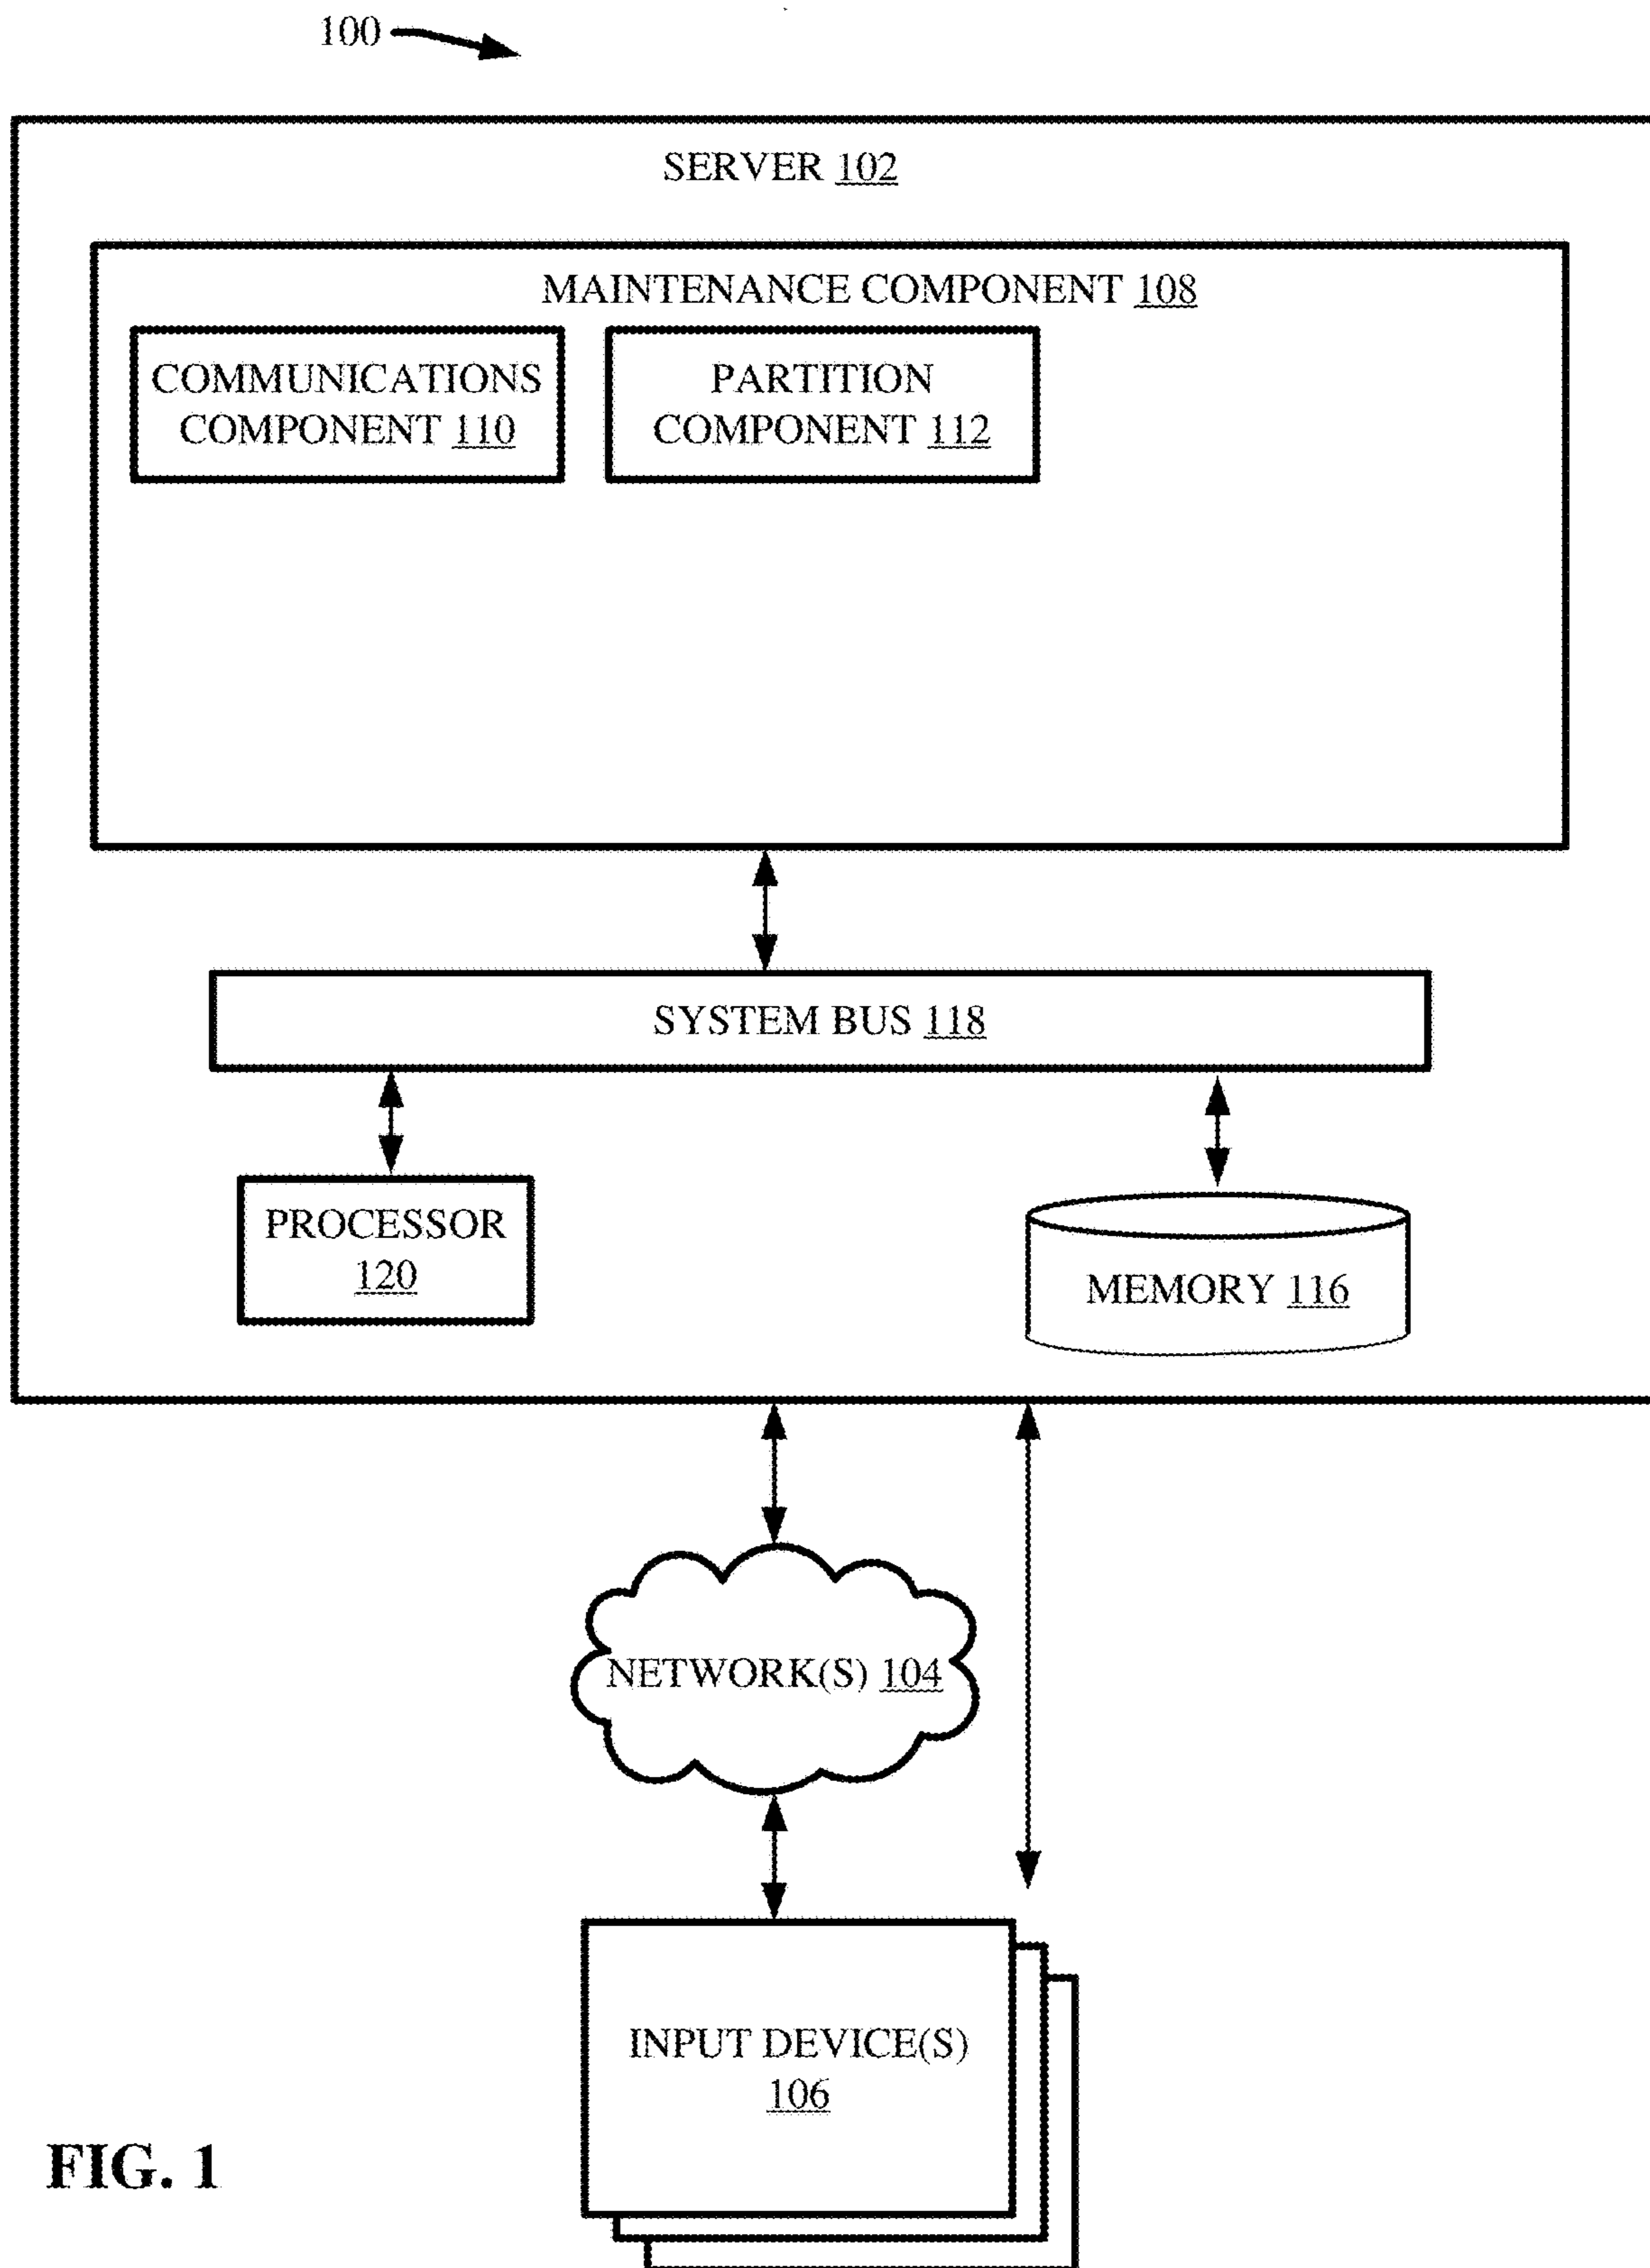 100
SERVER 102
MAINTENANCE COMPONENT 108
COMMUNICATIONS
COMPONENT 110
PARTITION
COMPONENT 112
SYSTEM BUS 118
PROCESSOR
120
MEMORY 116
NETWORK(S) 104
INPUT DEVICE(S)
106
FIG. 1